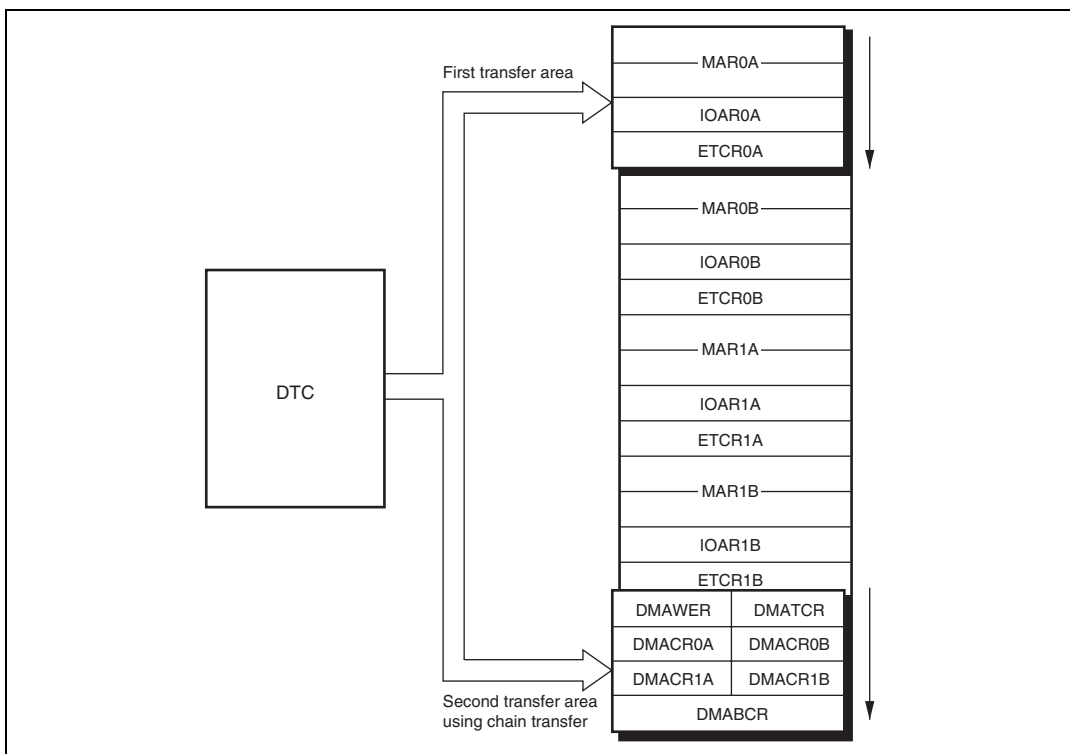 First transfer area
MAR0A
IOAR0A
ETCR0A
MAR0B
IOAR0B
ETCR0B
MAR1A
DTC
IOAR1A
ETCR1A
MAR1B
IOAR1B
ETCR1B
DMAWER DMATCR
DMACR0A DMACR0B
DMACR1A DMACR1B
Second transfer area
using chain transfer
DMABCR